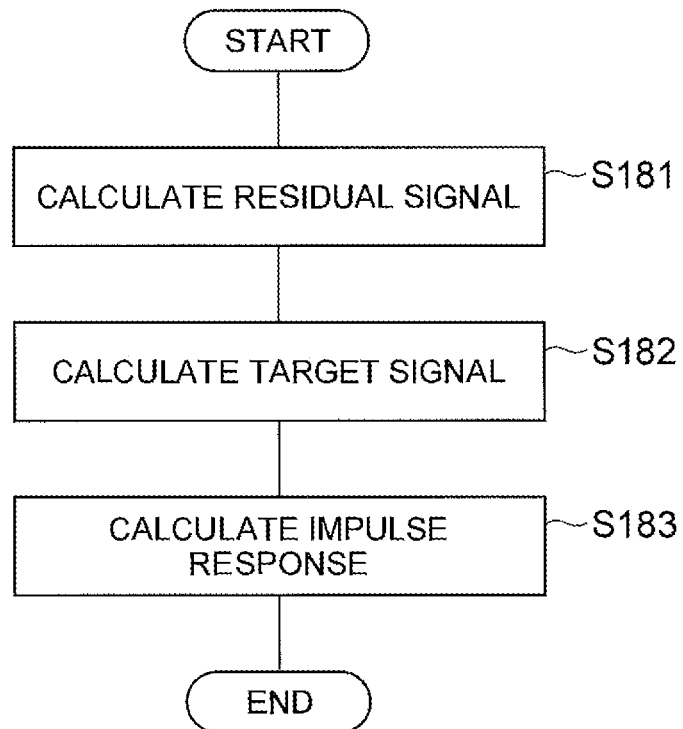 START
CALCULATE RESIDUAL SIGNAL
S181
CALCULATE TARGET SIGNAL
S182
CALCULATE IMPULSE
RESPONSE
S183
END